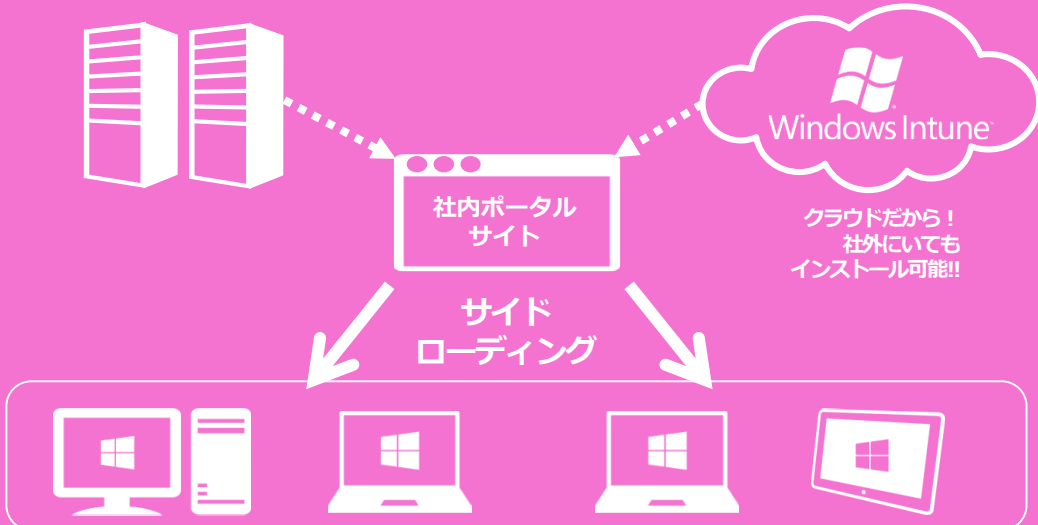 Windows Intune
社内ポータル
サイト
クラウドだから！
社外にいても
インストール可能!!
サイド
ローディング